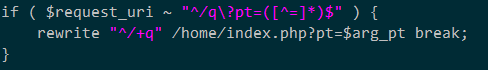 if ( $request_uri ~ "^/q\?pt=([^=]*)$" ) {
rewrite "^/+q" /home/index.php?pt=$arg_pt break;
}